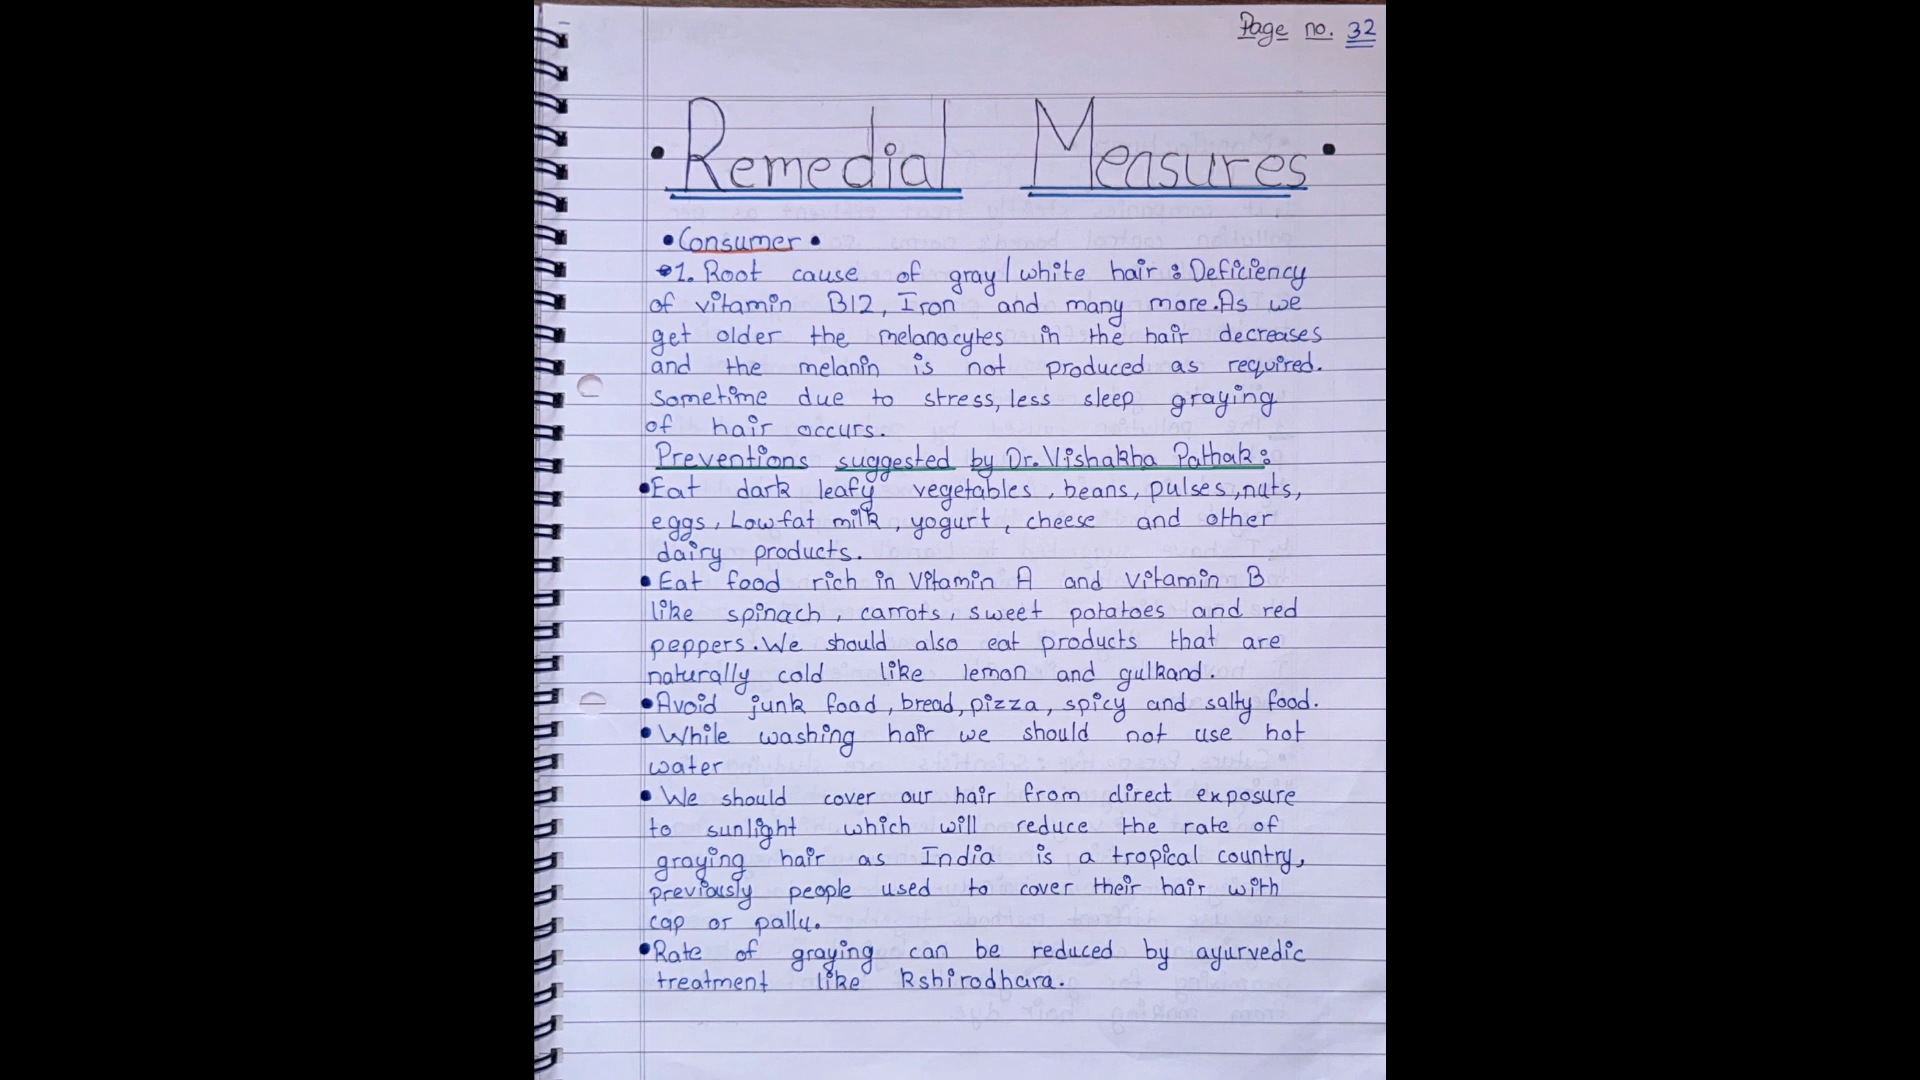 Page no. 32
• Remedial Measures •
• Consumer •
•1. Root cause of gray/white hair : Deficiency
of vitamin B12, Iron and many more. As we
get older the melanocytes in the hair decreases
and the melanin is not produced as required.
Sometime due to stress, less sleep graying
of hair occurs.
Preventions suggested by Dr. Vishakha Pathak :
• Eat dark leafy vegetables, beans, pulses, nuts,
eggs, Low fat milk, yogurt, cheese and other
dairy products.
• Eat food rich in Vitamin A and Vitamin B
like spinach, carrots, sweet potatoes and red
peppers. We should also eat products that are
naturally cold like lemon and gulkand.
• Avoid junk food, bread, pizza, spicy and salty food.
• While washing hair we should not use hot
water
• We should cover our hair from direct exposure
to sunlight which will reduce the rate of
graying hair as India is a tropical country,
previously people used to cover their hair with
cap or pallu.
• Rate of graying can be reduced by ayurvedic
treatment like kshirodhara.